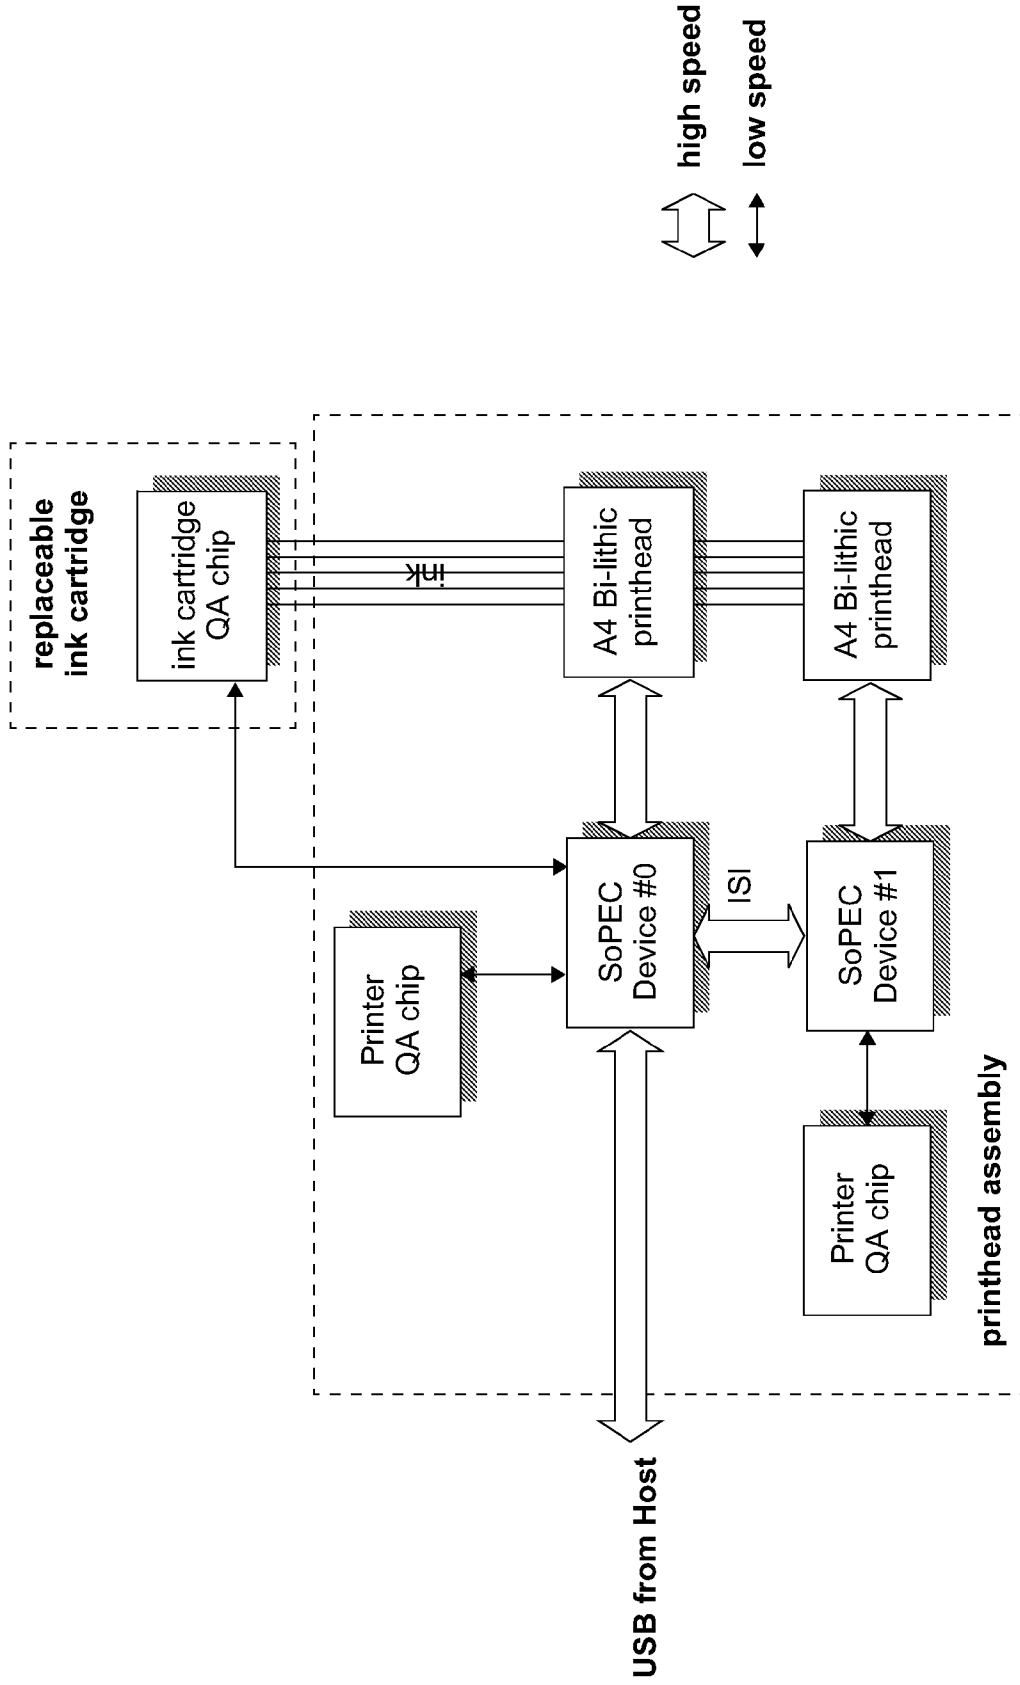 replaceable
ink cartridge
ink cartridge
QA chip
ink
Printer
QA chip
USB from Host
SoPEC
Device #0
A4 Bi-lithic
printhead
high speed
low speed
ISI
Printer
QA chip
SoPEC
Device #1
A4 Bi-lithic
printhead
printhead assembly